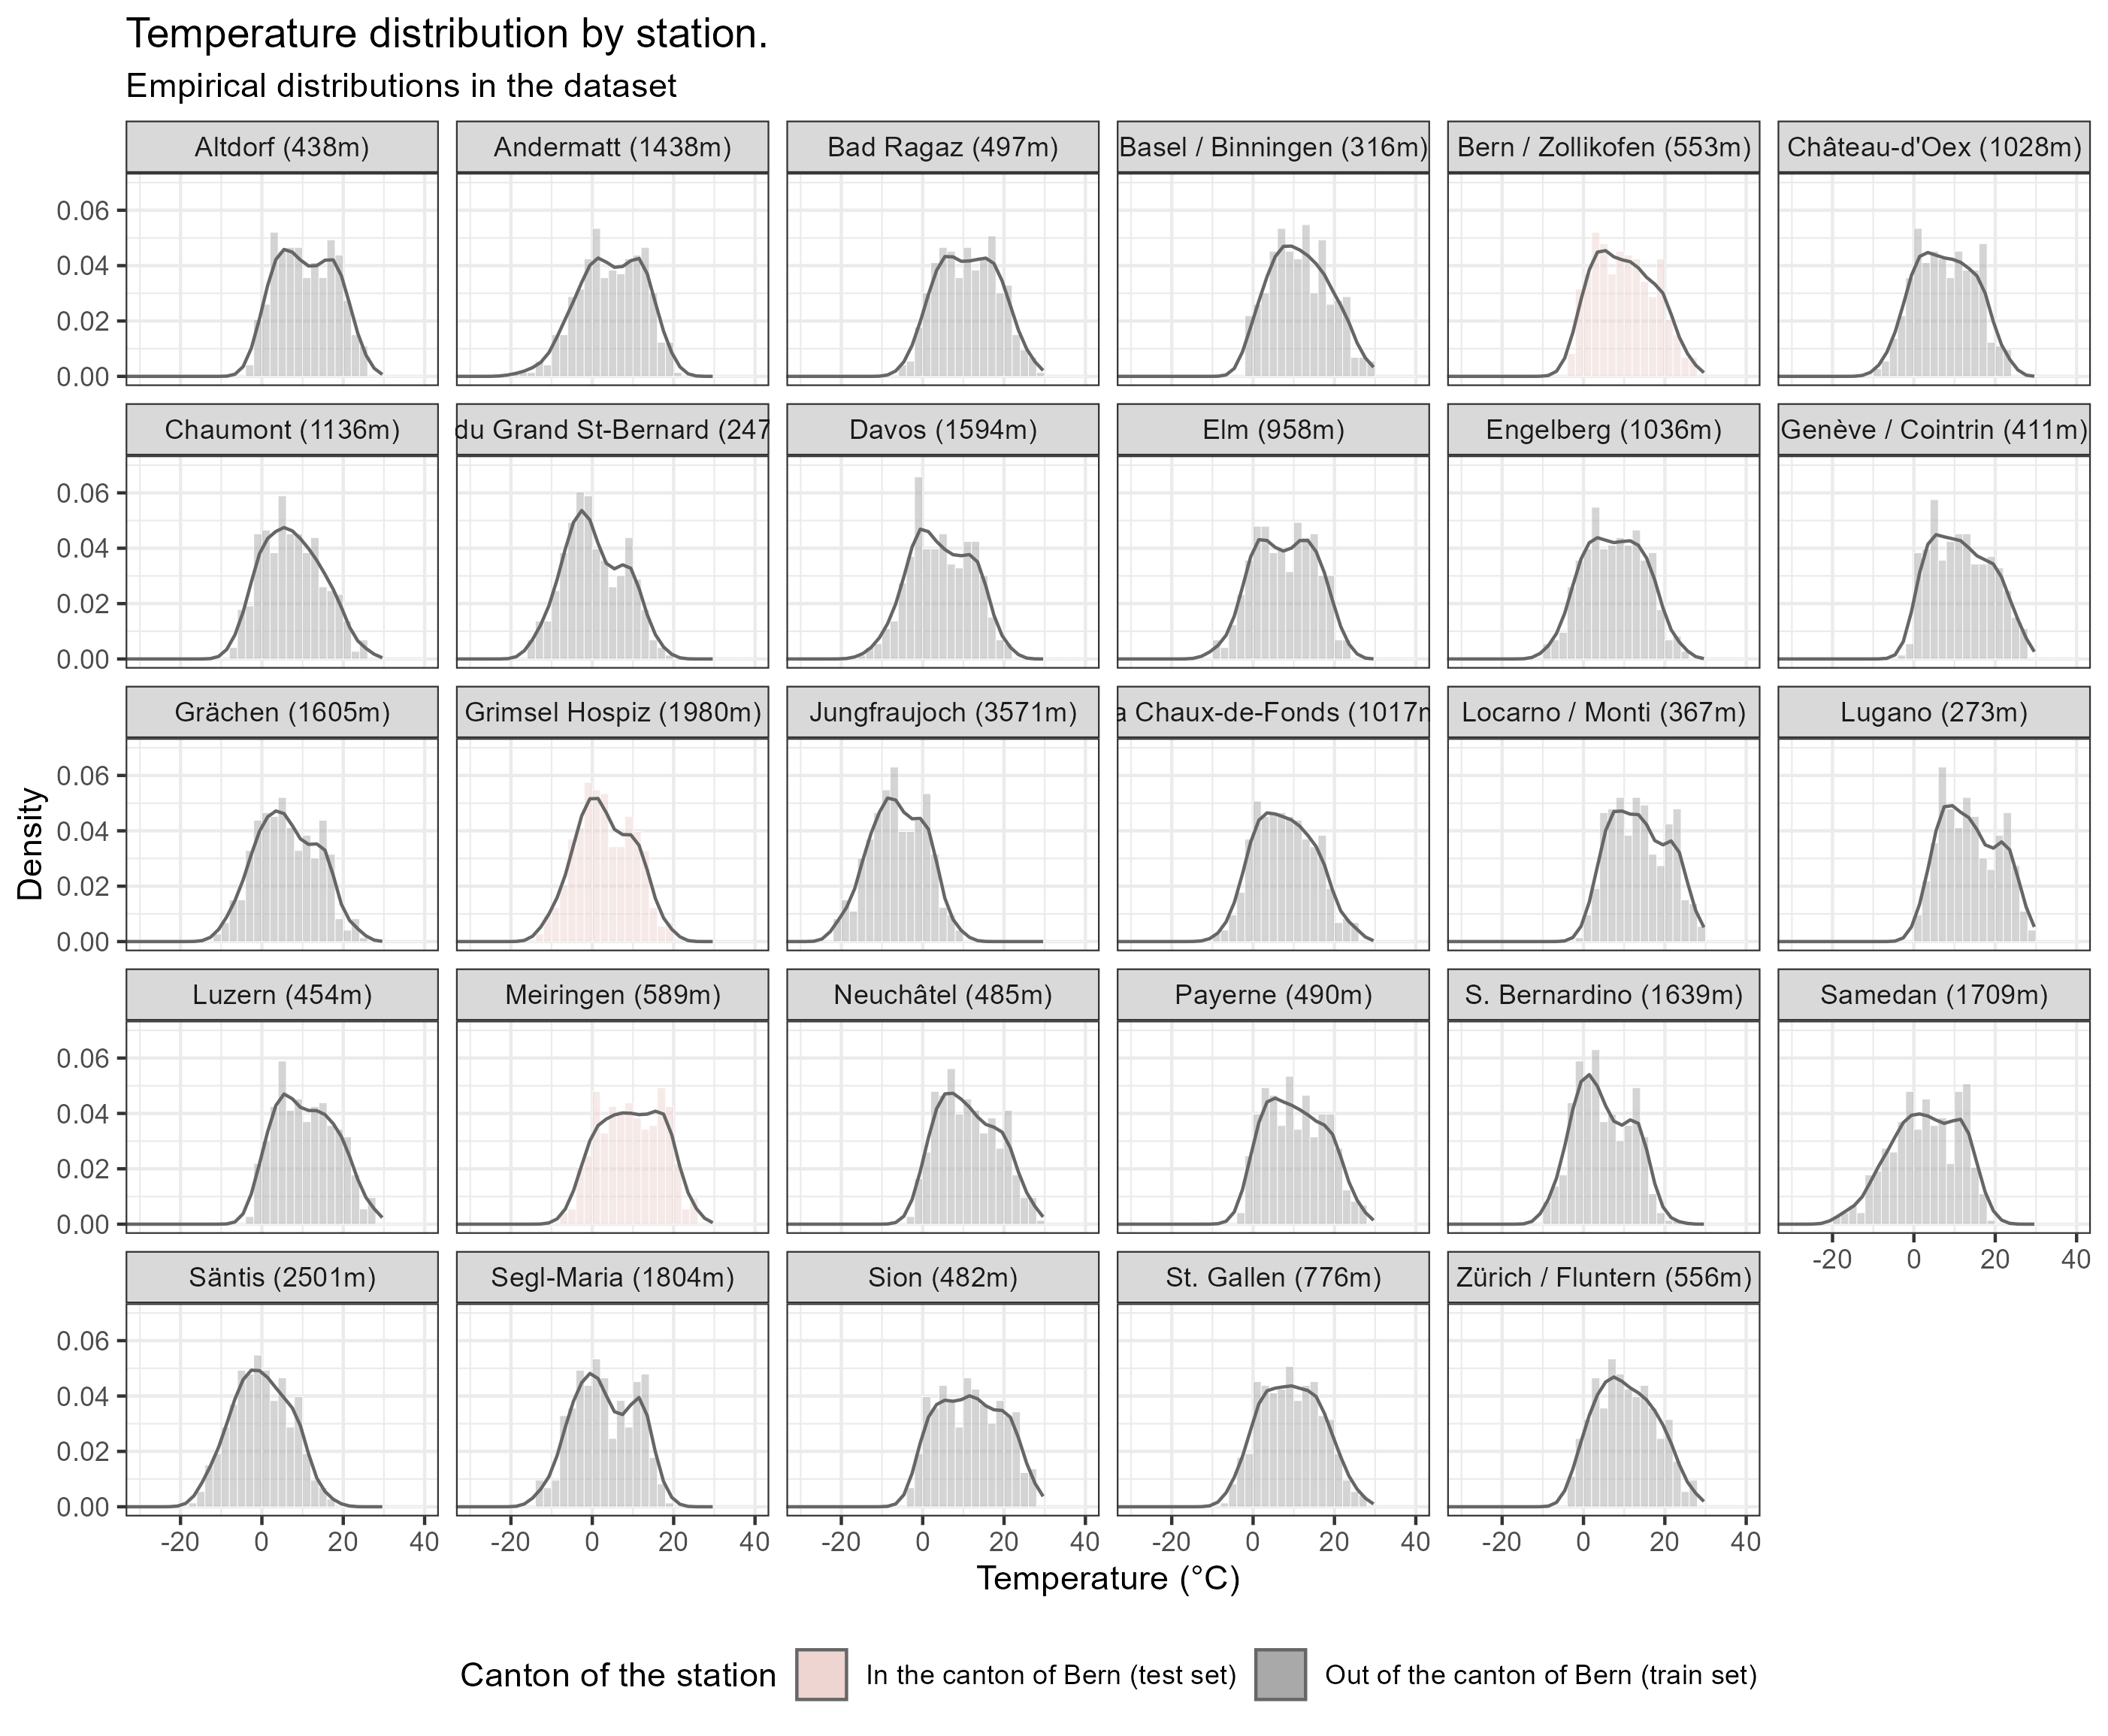 Temperature distribution by station.
Empirical distributions in the dataset
Altdorf (438m) Andermatt (1438m) Bad Ragaz (497m) Basel / Binningen (316m) Bern / Zollikofen (553m) Château-d'Oex (1028m)
0.06
0.04
0.02
0.00
Chaumont (1136m) du Grand St-Bernard (247 Davos (1594m) Elm (958m) Engelberg (1036m) Genève / Cointrin (411m)
0.06
0.04
0.02
0.00
Grächen (1605m) Grimsel Hospiz (1980m) Jungfraujoch (3571m) a Chaux-de-Fonds (1017m Locarno / Monti (367m) Lugano (273m)
0.06
0.04
0.02
0.00
Density
Luzern (454m) Meiringen (589m) Neuchâtel (485m) Payerne (490m) S. Bernardino (1639m) Samedan (1709m)
0.06
0.04
0.02
0.00
-20 0 20 40
Säntis (2501m) Segl-Maria (1804m) Sion (482m) St. Gallen (776m) Zürich / Fluntern (556m)
0.06
0.04
0.02
0.00
-20 0 20 40 -20 0 20 40 -20 0 20 40 -20 0 20 40 -20 0 20 40
Temperature (°C)
Canton of the station In the canton of Bern (test set) Out of the canton of Bern (train set)